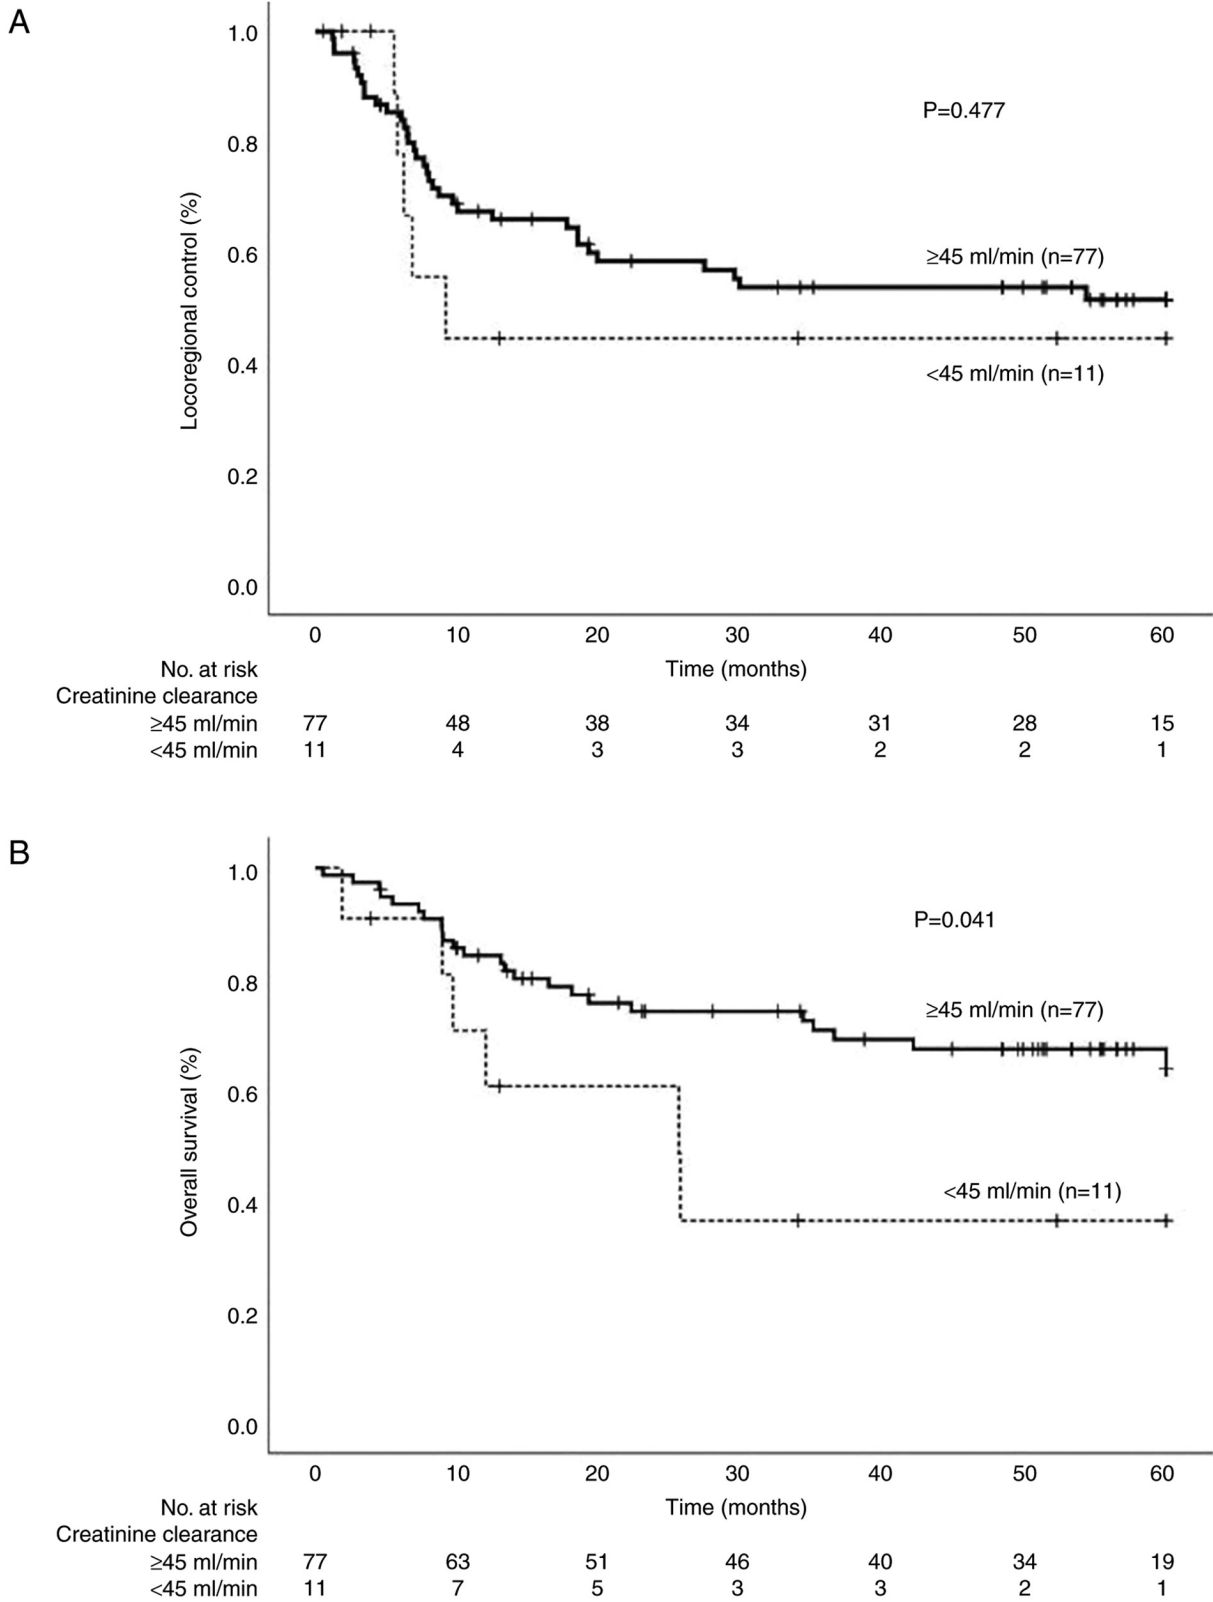 A
1.0
0.8
0.6
0.4
0.2
0.0
Locoregional control (%)
P=0.477
≥45 ml/min (n=77)
<45 ml/min (n=11)
0 10 20 30 40 50 60
No. at risk Time (months)
Creatinine clearance
≥45 ml/min 77 48 38 34 31 28 15
<45 ml/min 11 4 3 3 2 2 1
B
1.0
0.8
0.6
0.4
0.2
0.0
Overall survival (%)
P=0.041
≥45 ml/min (n=77)
<45 ml/min (n=11)
0 10 20 30 40 50 60
No. at risk Time (months)
Creatinine clearance
≥45 ml/min 77 63 51 46 40 34 19
<45 ml/min 11 7 5 3 3 2 1